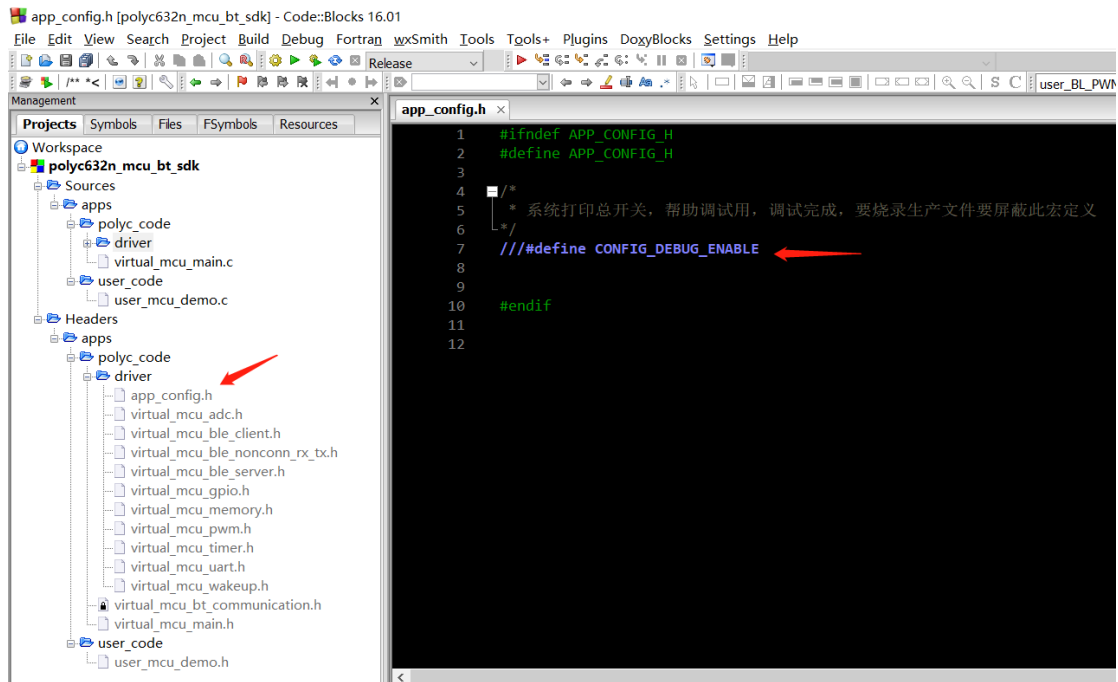 app_config.h [polyc632n_mcu_bt_sdk] - Code::Blocks 16.01
File Edit View Search Project Build Debug Fortran wxSmith Tools Tools+ Plugins DoxyBlocks Settings Help
Release
/** *< S C user_BL_PWN
Management
Projects Symbols Files FSymbols Resources
Workspace
polyc632n_mcu_bt_sdk
Sources
apps
polyc_code
driver
virtual_mcu_main.c
user_code
user_mcu_demo.c
Headers
apps
polyc_code
driver
app_config.h
virtual_mcu_adc.h
virtual_mcu_ble_client.h
virtual_mcu_ble_nonconn_rx_tx.h
virtual_mcu_ble_server.h
virtual_mcu_gpio.h
virtual_mcu_memory.h
virtual_mcu_pwm.h
virtual_mcu_timer.h
virtual_mcu_uart.h
virtual_mcu_wakeup.h
virtual_mcu_bt_communication.h
virtual_mcu_main.h
user_code
user_mcu_demo.h
app_config.h
1 #ifndef APP_CONFIG_H
2 #define APP_CONFIG_H
3
4 /*
5 * 系统打印总开关，帮助调试用，调试完成，要烧录生产文件要屏蔽此宏定义
6 */
7 ///#define CONFIG_DEBUG_ENABLE
8
9
10 #endif
11
12